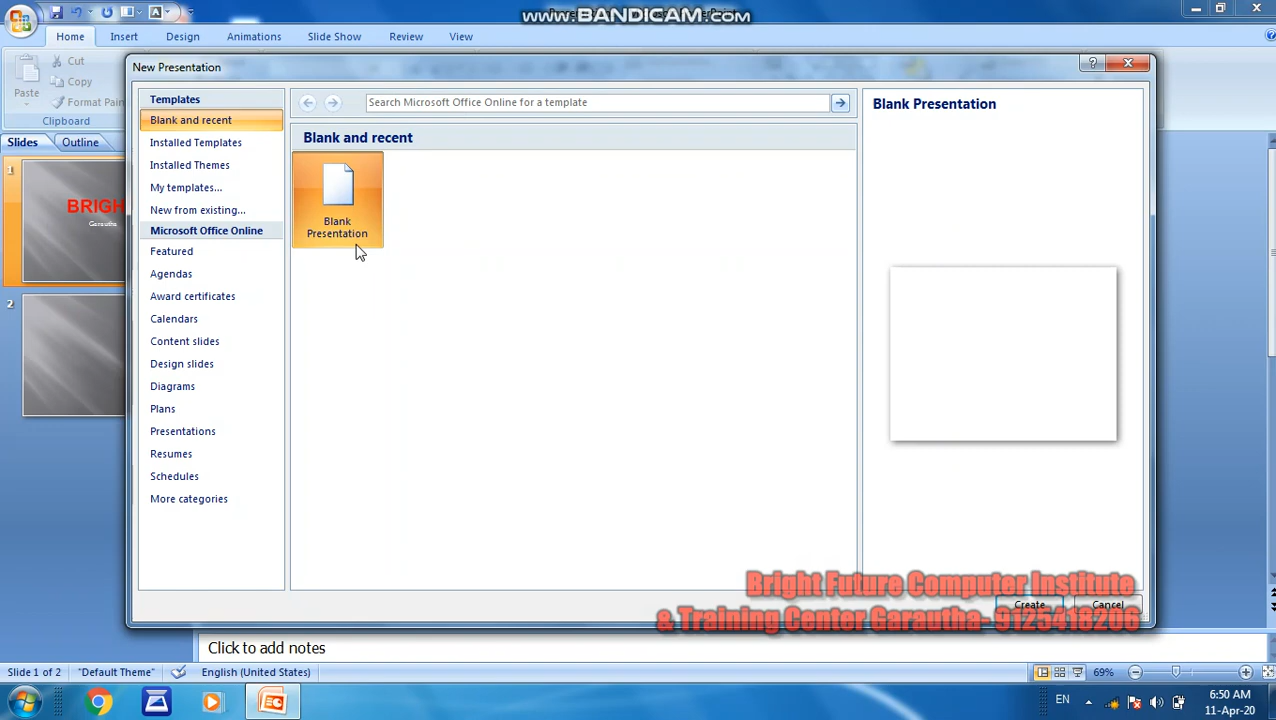 www.BANDICAM.com
Home
Insert
Design
Animations
Slide Show
Review
View
Paste
Cut
Copy
Format Pain
Clipboard
Slides
Outline
1
BRIGH
Garautha
2
New Presentation
Templates
Blank and recent
Installed Templates
Installed Themes
My templates...
New from existing...
Microsoft Office Online
Featured
Agendas
Award certificates
Calendars
Content slides
Design slides
Diagrams
Plans
Presentations
Resumes
Schedules
More categories
Search Microsoft Office Online for a template
Blank and recent
Blank
Presentation
Blank Presentation
Create
Cancel
Bright Future Computer Institute
& Training Center Garautha- 9125418206
Click to add notes
Slide 1 of 2
"Default Theme"
English (United States)
69%
EN
6:50 AM
11-Apr-20